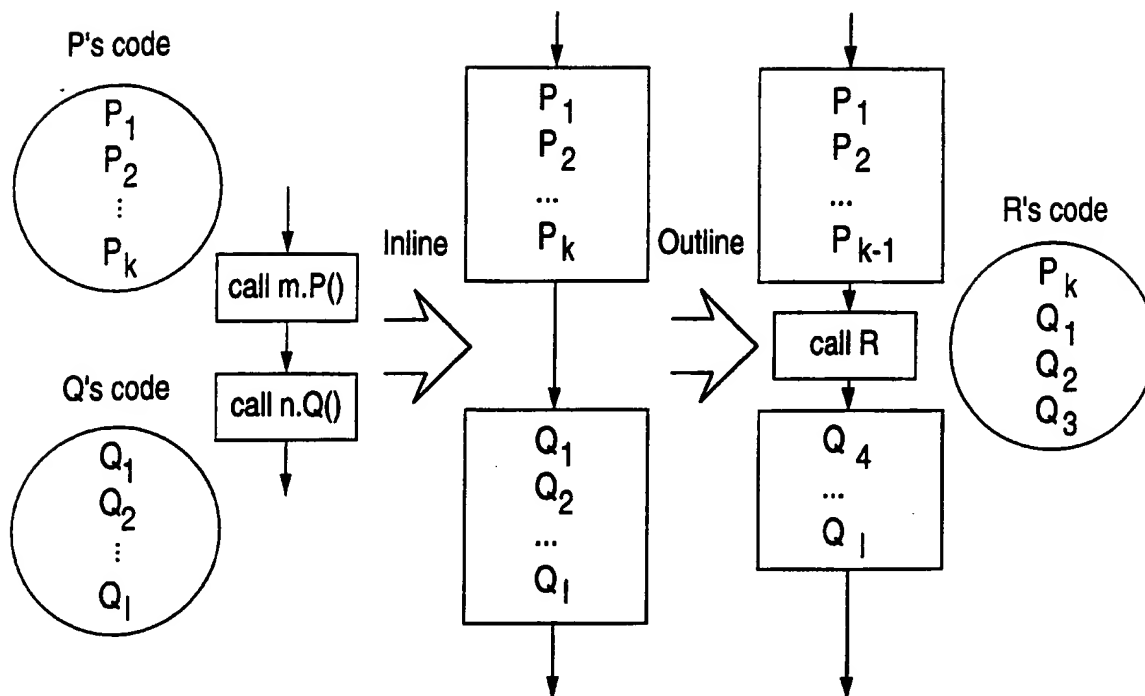 P's code
P1
P2
...
Pk
call m.P()
call n.Q()
Q's code
Q1
Q2
...
Ql
Inline
P1
P2
...
Pk
Q1
Q2
...
Ql
Outline
P1
P2
...
Pk-1
call R
Q4
...
Ql
R's code
Pk
Q1
Q2
Q3